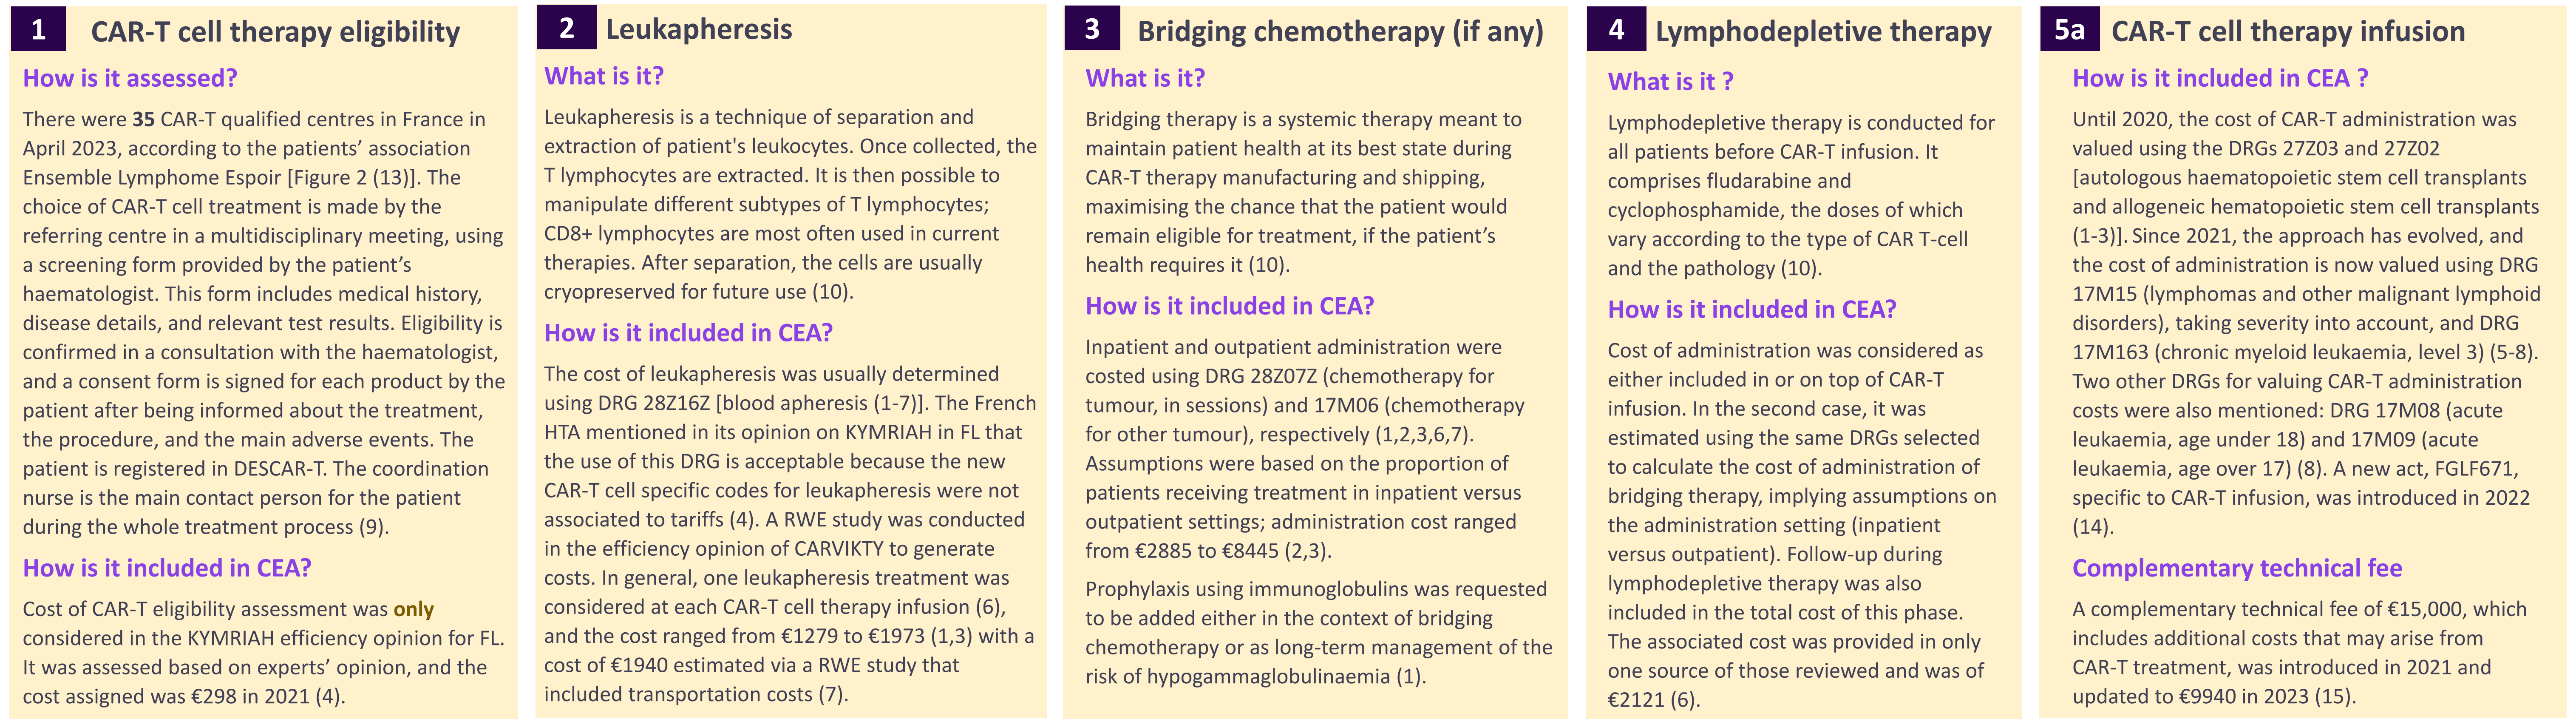 1 CAR-T cell therapy eligibility
How is it assessed?
There were 35 CAR-T qualified centres in France in
April 2023, according to the patients’ association
Ensemble Lymphome Espoir [Figure 2 (13)]. The
choice of CAR-T cell treatment is made by the
referring centre in a multidisciplinary meeting, using
a screening form provided by the patient’s
haematologist. This form includes medical history,
disease details, and relevant test results. Eligibility is
confirmed in a consultation with the haematologist,
and a consent form is signed for each product by the
patient after being informed about the treatment,
the procedure, and the main adverse events. The
patient is registered in DESCAR-T. The coordination
nurse is the main contact person for the patient
during the whole treatment process (9).
How is it included in CEA?
Cost of CAR-T eligibility assessment was only
considered in the KYMRIAH efficiency opinion for FL.
It was assessed based on experts’ opinion, and the
cost assigned was €298 in 2021 (4).
2 Leukapheresis
What is it?
Leukapheresis is a technique of separation and
extraction of patient's leukocytes. Once collected, the
T lymphocytes are extracted. It is then possible to
manipulate different subtypes of T lymphocytes;
CD8+ lymphocytes are most often used in current
therapies. After separation, the cells are usually
cryopreserved for future use (10).
How is it included in CEA?
The cost of leukapheresis was usually determined
using DRG 28Z16Z [blood apheresis (1-7)]. The French
HTA mentioned in its opinion on KYMRIAH in FL that
the use of this DRG is acceptable because the new
CAR-T cell specific codes for leukapheresis were not
associated to tariffs (4). A RWE study was conducted
in the efficiency opinion of CARVIKTY to generate
costs. In general, one leukapheresis treatment was
considered at each CAR-T cell therapy infusion (6),
and the cost ranged from €1279 to €1973 (1,3) with a
cost of €1940 estimated via a RWE study that
included transportation costs (7).
3 Bridging chemotherapy (if any)
What is it?
Bridging therapy is a systemic therapy meant to
maintain patient health at its best state during
CAR-T therapy manufacturing and shipping,
maximising the chance that the patient would
remain eligible for treatment, if the patient’s
health requires it (10).
How is it included in CEA?
Inpatient and outpatient administration were
costed using DRG 28Z07Z (chemotherapy for
tumour, in sessions) and 17M06 (chemotherapy
for other tumour), respectively (1,2,3,6,7).
Assumptions were based on the proportion of
patients receiving treatment in inpatient versus
outpatient settings; administration cost ranged
from €2885 to €8445 (2,3).
Prophylaxis using immunoglobulins was requested
to be added either in the context of bridging
chemotherapy or as long-term management of the
risk of hypogammaglobulinaemia (1).
4 Lymphodepletive therapy
What is it ?
Lymphodepletive therapy is conducted for
all patients before CAR-T infusion. It
comprises fludarabine and
cyclophosphamide, the doses of which
vary according to the type of CAR T-cell
and the pathology (10).
How is it included in CEA?
Cost of administration was considered as
either included in or on top of CAR-T
infusion. In the second case, it was
estimated using the same DRGs selected
to calculate the cost of administration of
bridging therapy, implying assumptions on
the administration setting (inpatient
versus outpatient). Follow-up during
lymphodepletive therapy was also
included in the total cost of this phase.
The associated cost was provided in only
one source of those reviewed and was of
€2121 (6).
5a CAR-T cell therapy infusion
How is it included in CEA ?
Until 2020, the cost of CAR-T administration was
valued using the DRGs 27Z03 and 27Z02
[autologous haematopoietic stem cell transplants
and allogeneic hematopoietic stem cell transplants
(1-3)]. Since 2021, the approach has evolved, and
the cost of administration is now valued using DRG
17M15 (lymphomas and other malignant lymphoid
disorders), taking severity into account, and DRG
17M163 (chronic myeloid leukaemia, level 3) (5-8).
Two other DRGs for valuing CAR-T administration
costs were also mentioned: DRG 17M08 (acute
leukaemia, age under 18) and 17M09 (acute
leukaemia, age over 17) (8). A new act, FGLF671,
specific to CAR-T infusion, was introduced in 2022
(14).
Complementary technical fee
A complementary technical fee of €15,000, which
includes additional costs that may arise from
CAR-T treatment, was introduced in 2021 and
updated to €9940 in 2023 (15).